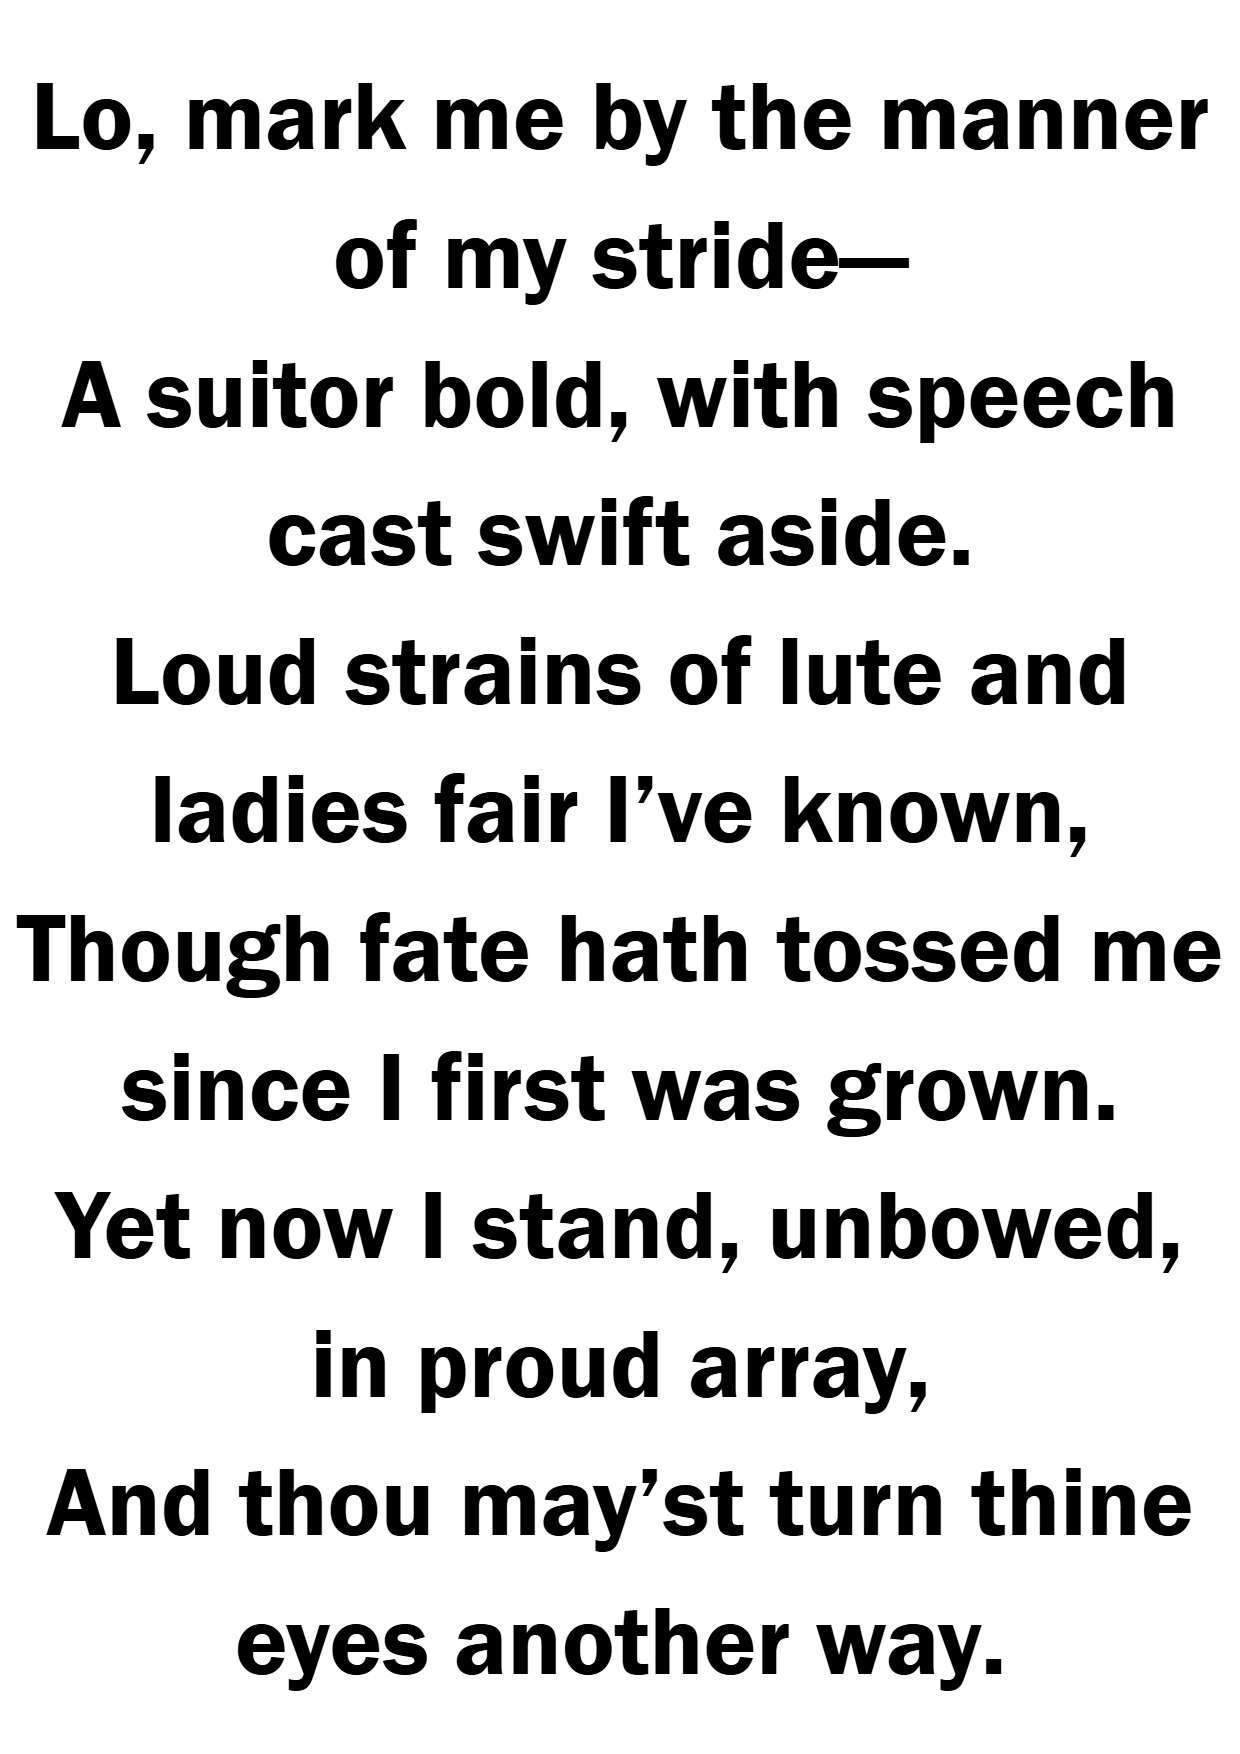 Lo, mark me by the manner
of my stride—
A suitor bold, with speech
cast swift aside.
Loud strains of lute and
ladies fair I’ve known,
Though fate hath tossed me
since I first was grown.
Yet now I stand, unbowed,
in proud array,
And thou may’st turn thine
eyes another way.